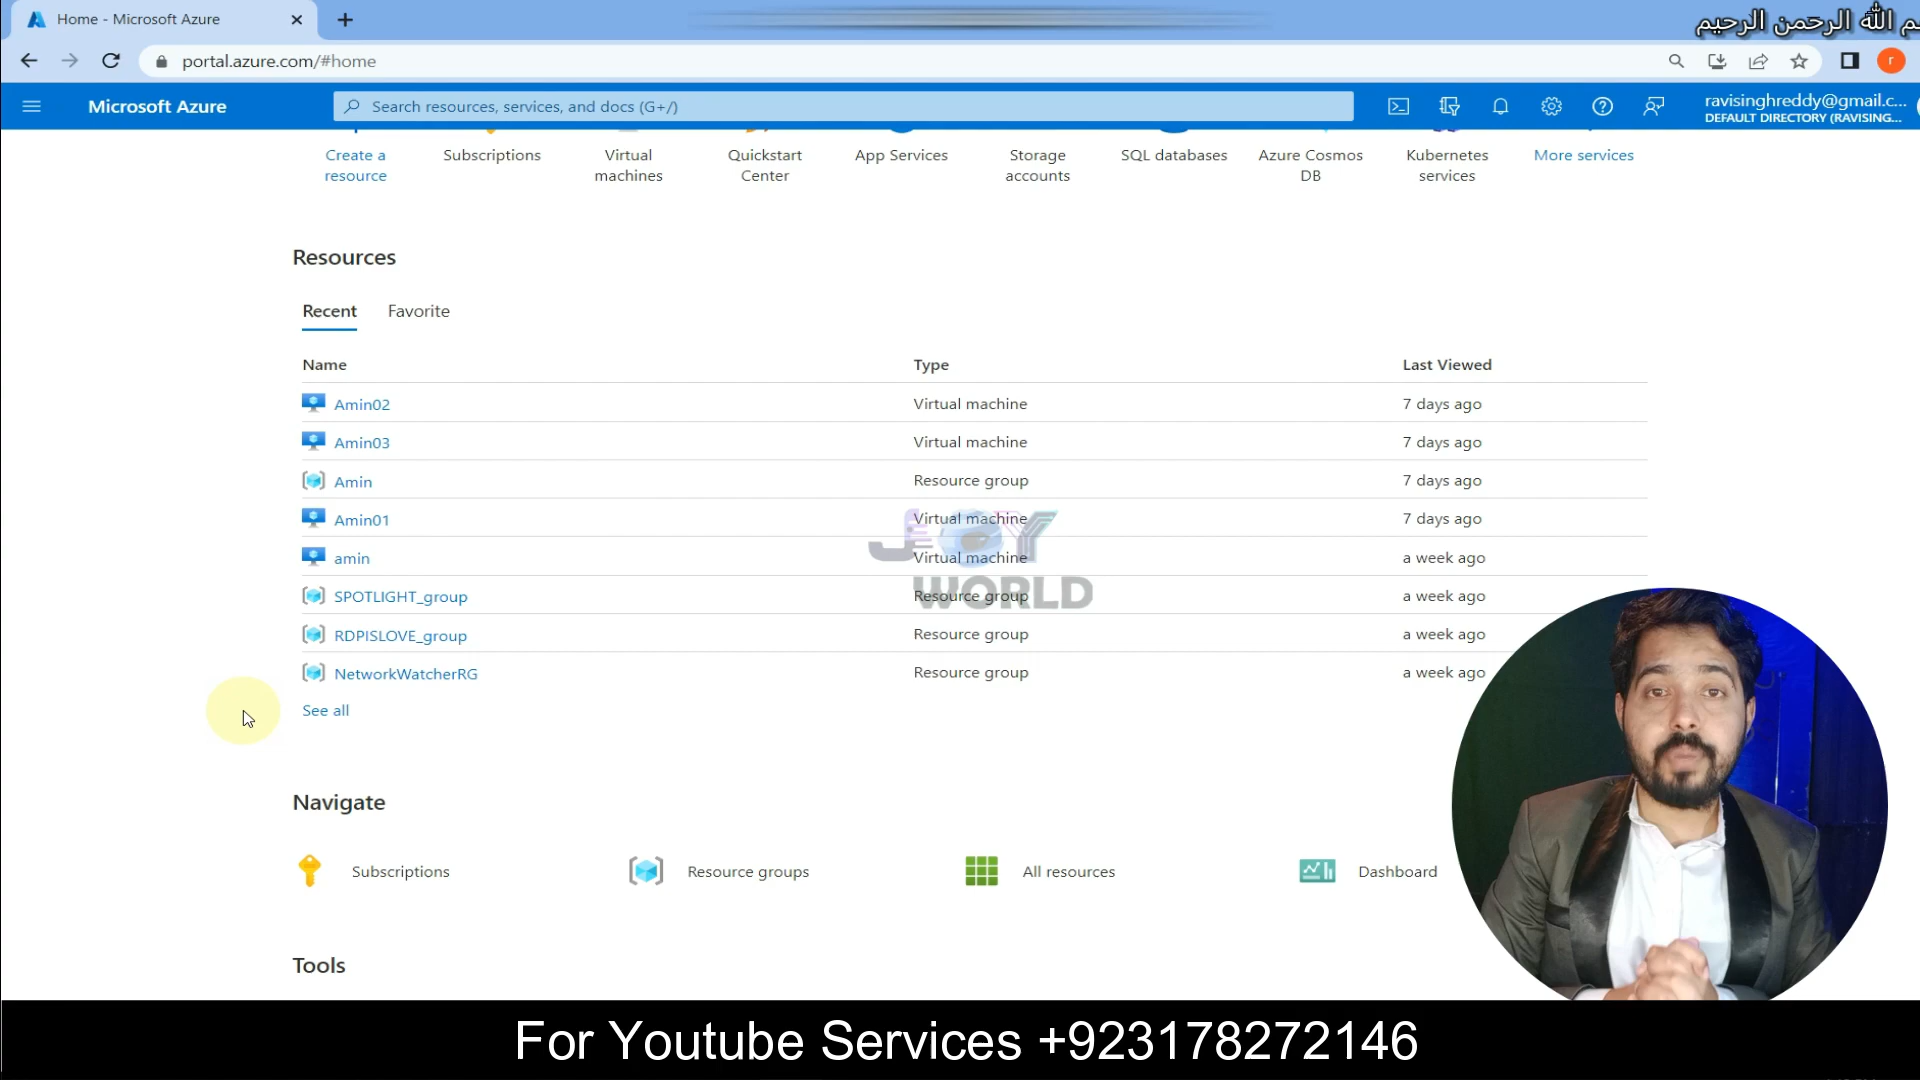 Home - Microsoft Azure
م الله الرحمن الرحيم
portal.azure.com/#home
r
Microsoft Azure
Search resources, services, and docs (G+/)
ravisinghreddy@gmail.c...
DEFAULT DIRECTORY (RAVISING...
Create a resource
Subscriptions
Virtual machines
Quickstart Center
App Services
Storage accounts
SQL databases
Azure Cosmos DB
Kubernetes services
More services
Resources
Recent Favorite
Name Type Last Viewed
Amin02 Virtual machine 7 days ago
Amin03 Virtual machine 7 days ago
Amin Resource group 7 days ago
Amin01 Virtual machine 7 days ago
amin Virtual machine a week ago
SPOTLIGHT_group Resource group a week ago
RDPISLOVE_group Resource group a week ago
NetworkWatcherRG Resource group a week ago
WORLD
See all
Navigate
Subscriptions Resource groups All resources Dashboard
Tools
For Youtube Services +923178272146